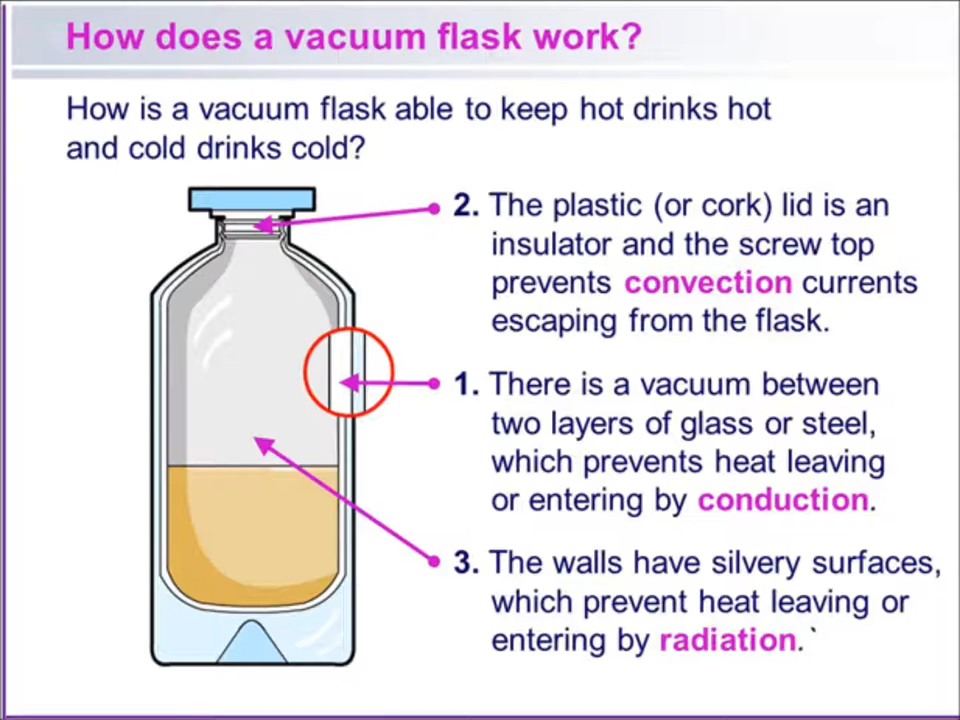 How does a vacuum flask work?
How is a vacuum flask able to keep hot drinks hot
and cold drinks cold?
2. The plastic (or cork) lid is an
insulator and the screw top
prevents convection currents
escaping from the flask.
1. There is a vacuum between
two layers of glass or steel,
which prevents heat leaving
or entering by conduction.
3. The walls have silvery surfaces,
which prevent heat leaving or
entering by radiation.`